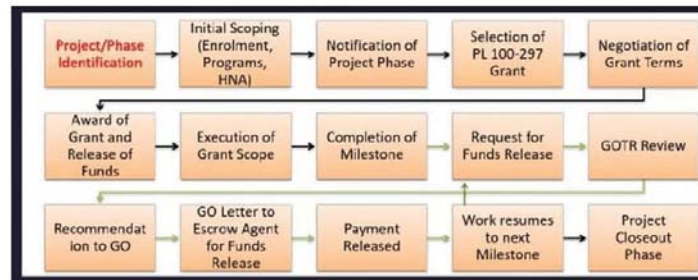 Project/Phase
Identification
Initial Scoping
(Enrolment,
Programs,
HNA)
Notification of
Project Phase
Selection of
PL 100-297
Grant
Negotiation of
Grant Terms
Award of
Grant and
Release of
Funds
Execution of
Grant Scope
Completion of
Milestone
Request for
Funds Release
GOTR Review
Recommendat
ion to GO
GO Letter to
Escrow Agent
for Funds
Release
Payment
Released
Work resumes
to next
Milestone
Project
Closeout
Phase